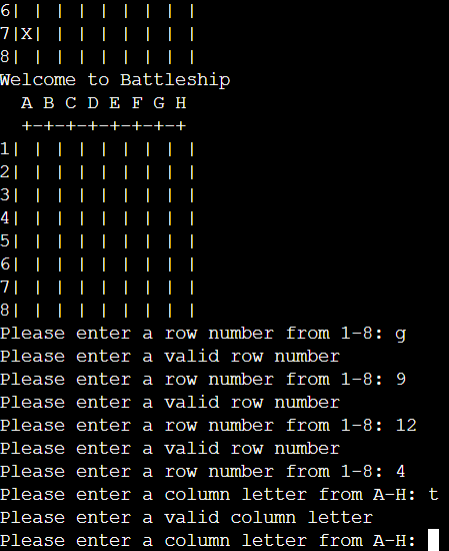 6| | | | | | | |
7|X| | | | | | |
8| | | | | | | |
Welcome to Battleship
  A B C D E F G H
  +-+-+-+-+-+-+-+
1| | | | | | | |
2| | | | | | | |
3| | | | | | | |
4| | | | | | | |
5| | | | | | | |
6| | | | | | | |
7| | | | | | | |
8| | | | | | | |
Please enter a row number from 1-8: g
Please enter a valid row number
Please enter a row number from 1-8: 9
Please enter a valid row number
Please enter a row number from 1-8: 12
Please enter a valid row number
Please enter a row number from 1-8: 4
Please enter a column letter from A-H: t
Please enter a valid column letter
Please enter a column letter from A-H: